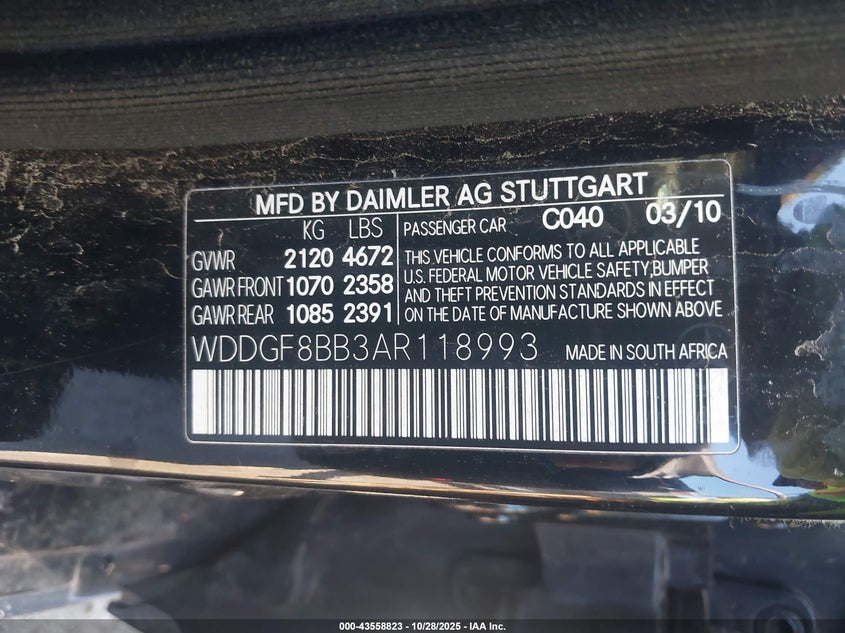 MFD BY DAIMLER AG STUTTGART
KG LBS PASSENGER CAR C040 03/10
GVWR 2120 4672 THIS VEHICLE CONFORMS TO ALL APPLICABLE
GAWR FRONT 1070 2358 U.S. FEDERAL MOTOR VEHICLE SAFETY, BUMPER
GAWR REAR 1085 2391 AND THEFT PREVENTION STANDARDS IN EFFECT
ON THE DATE OF MANUFACTURE SHOWN ABOVE
WDDGF8BB3AR118993 MADE IN SOUTH AFRICA
000-43558823 - 10/28/2025 - IAA Inc.